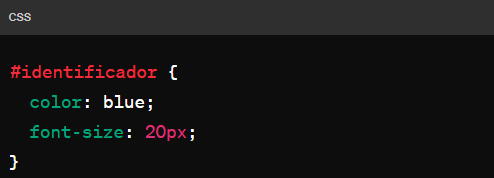 css
#identificador {
color: blue;
font-size: 20px;
}